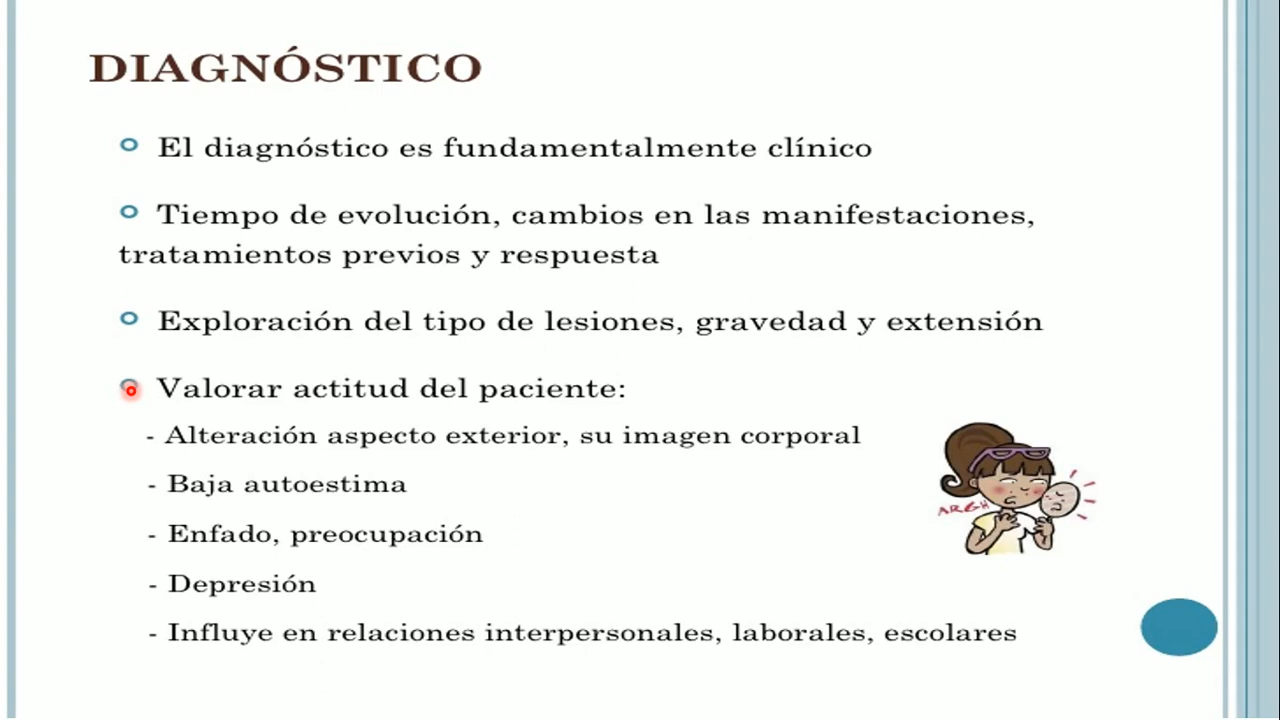 DIAGNÓSTICO
El diagnóstico es fundamentalmente clínico
Tiempo de evolución, cambios en las manifestaciones,
tratamientos previos y respuesta
Exploración del tipo de lesiones, gravedad y extensión
Valorar actitud del paciente:
- Alteración aspecto exterior, su imagen corporal
- Baja autoestima
- Enfado, preocupación
- Depresión
- Influye en relaciones interpersonales, laborales, escolares
ARGH